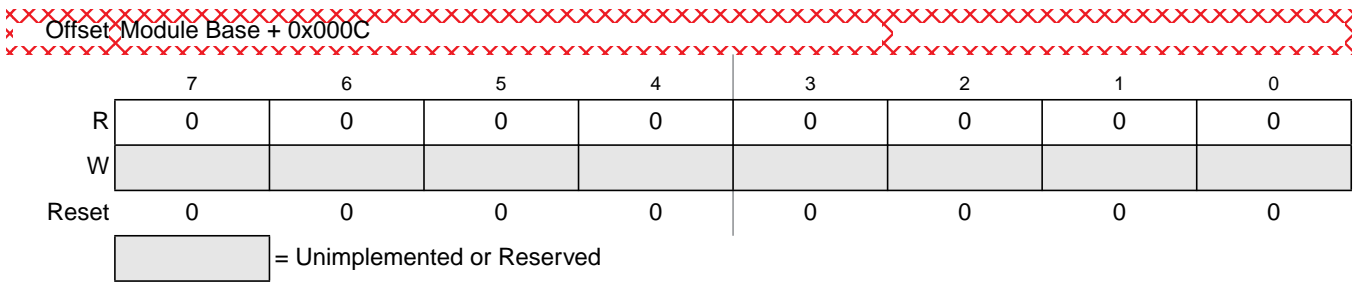 Offset Module Base + 0x000C
7 6 5 4 3 2 1 0
R 0 0 0 0 0 0 0 0
W
Reset 0 0 0 0 0 0 0 0
= Unimplemented or Reserved